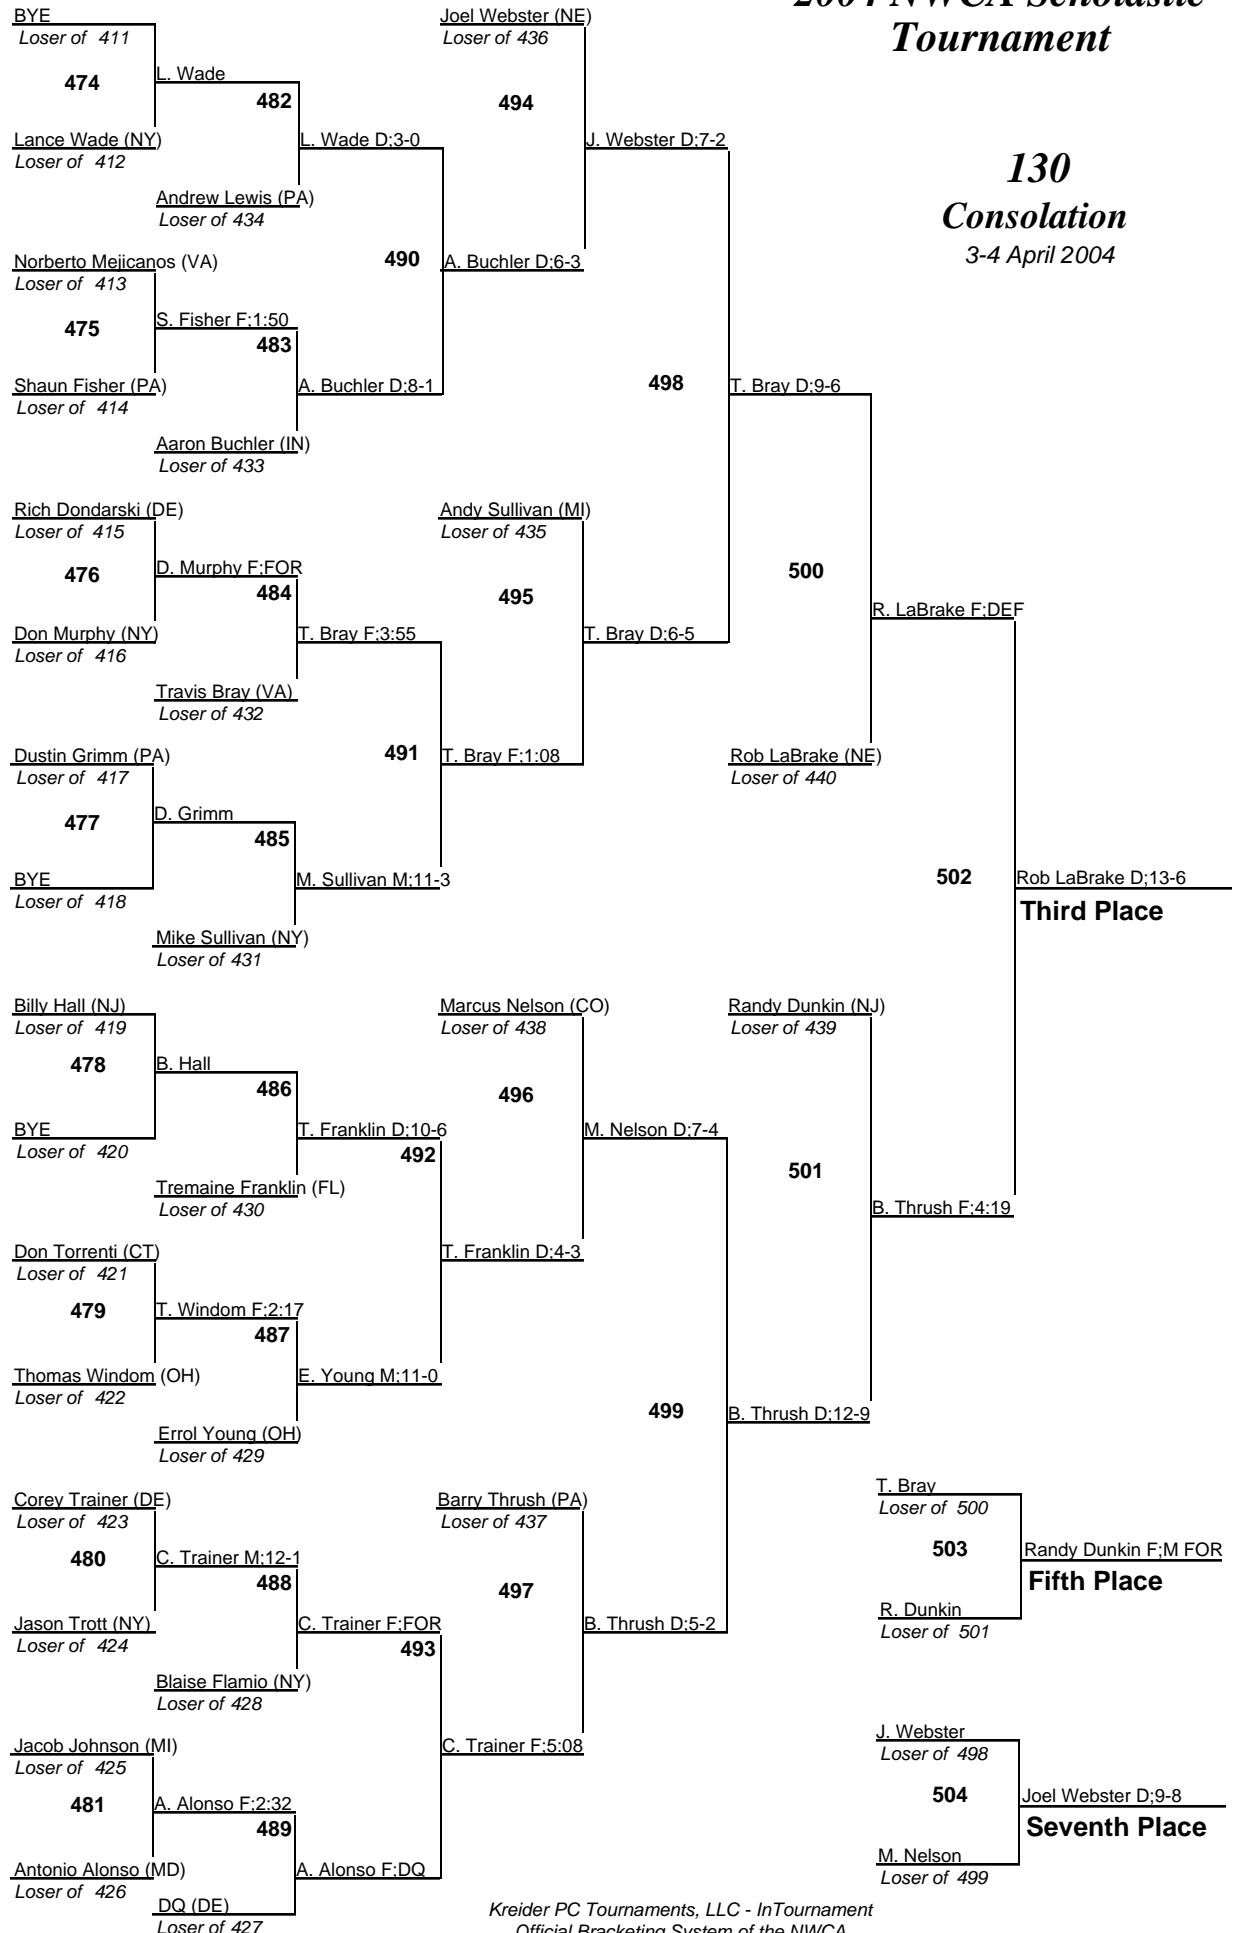 2004 NWCA Scholastic
Tournament
130
Consolation
3-4 April 2004
BYE
Loser of 411
474
L. Wade
482
Lance Wade (NY)
Loser of 412
L. Wade D;3-0
Andrew Lewis (PA)
Loser of 434
Norberto Mejicanos (VA)
Loser of 413
490
A. Buchler D;6-3
475
S. Fisher F;1:50
483
Shaun Fisher (PA)
Loser of 414
A. Buchler D;8-1
Aaron Buchler (IN)
Loser of 433
Joel Webster (NE)
Loser of 436
494
J. Webster D;7-2
498
T. Bray D;9-6
Rich Dondarski (DE)
Loser of 415
476
D. Murphy F;FOR
484
Don Murphy (NY)
Loser of 416
T. Bray F;3:55
Travis Bray (VA)
Loser of 432
Dustin Grimm (PA)
Loser of 417
491
T. Bray F;1:08
477
D. Grimm
485
BYE
Loser of 418
M. Sullivan M;11-3
Mike Sullivan (NY)
Loser of 431
Andy Sullivan (MI)
Loser of 435
495
T. Bray D;6-5
500
R. LaBrake F;DEF
Rob LaBrake (NE)
Loser of 440
502
Rob LaBrake D;13-6
Third Place
Billy Hall (NJ)
Loser of 419
478
B. Hall
486
BYE
Loser of 420
T. Franklin D;10-6
492
Tremaine Franklin (FL)
Loser of 430
Don Torrenti (CT)
Loser of 421
T. Franklin D;4-3
479
T. Windom F;2:17
487
Thomas Windom (OH)
Loser of 422
E. Young M;11-0
Errol Young (OH)
Loser of 429
Marcus Nelson (CO)
Loser of 438
496
M. Nelson D;7-4
Randy Dunkin (NJ)
Loser of 439
501
B. Thrush F;4:19
499
B. Thrush D;12-9
Corey Trainer (DE)
Loser of 423
480
C. Trainer M;12-1
488
Jason Trott (NY)
Loser of 424
C. Trainer F;FOR
493
Blaise Flamio (NY)
Loser of 428
Jacob Johnson (MI)
Loser of 425
C. Trainer F;5:08
481
A. Alonso F;2:32
489
Antonio Alonso (MD)
Loser of 426
A. Alonso F;DQ
DQ (DE)
Loser of 427
Barry Thrush (PA)
Loser of 437
497
B. Thrush D;5-2
T. Bray
Loser of 500
503
Randy Dunkin F;M FOR
Fifth Place
R. Dunkin
Loser of 501
J. Webster
Loser of 498
504
Joel Webster D;9-8
Seventh Place
M. Nelson
Loser of 499
Kreider PC Tournaments, LLC - InTournament
Official Bracketing System of the NWCA